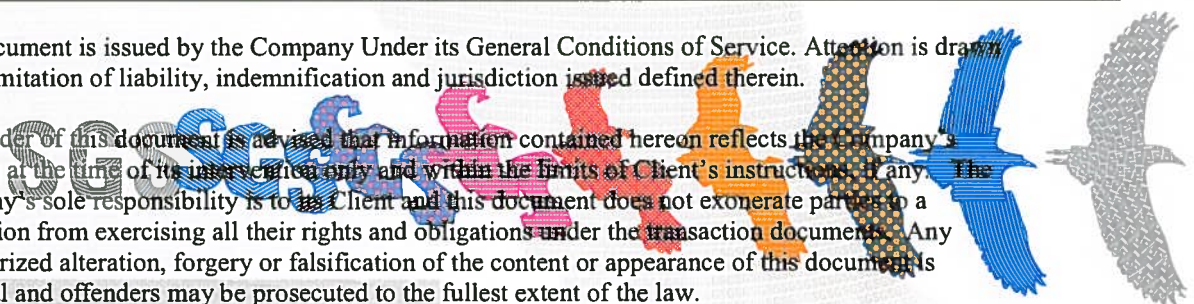 cument is issued by the Company Under its General Conditions of Service. Attention is drawn
mitation of liability, indemnification and jurisdiction issued defined therein.
der of this document is advised that information contained hereon reflects the Company's
at the time of its intervention only and within the limits of Client's instructions, if any. The
ny's sole responsibility is to its Client and this document does not exonerate parties to a
ion from exercising all their rights and obligations under the transaction documents. Any
rized alteration, forgery or falsification of the content or appearance of this document is
l and offenders may be prosecuted to the fullest extent of the law.
SGS SGS